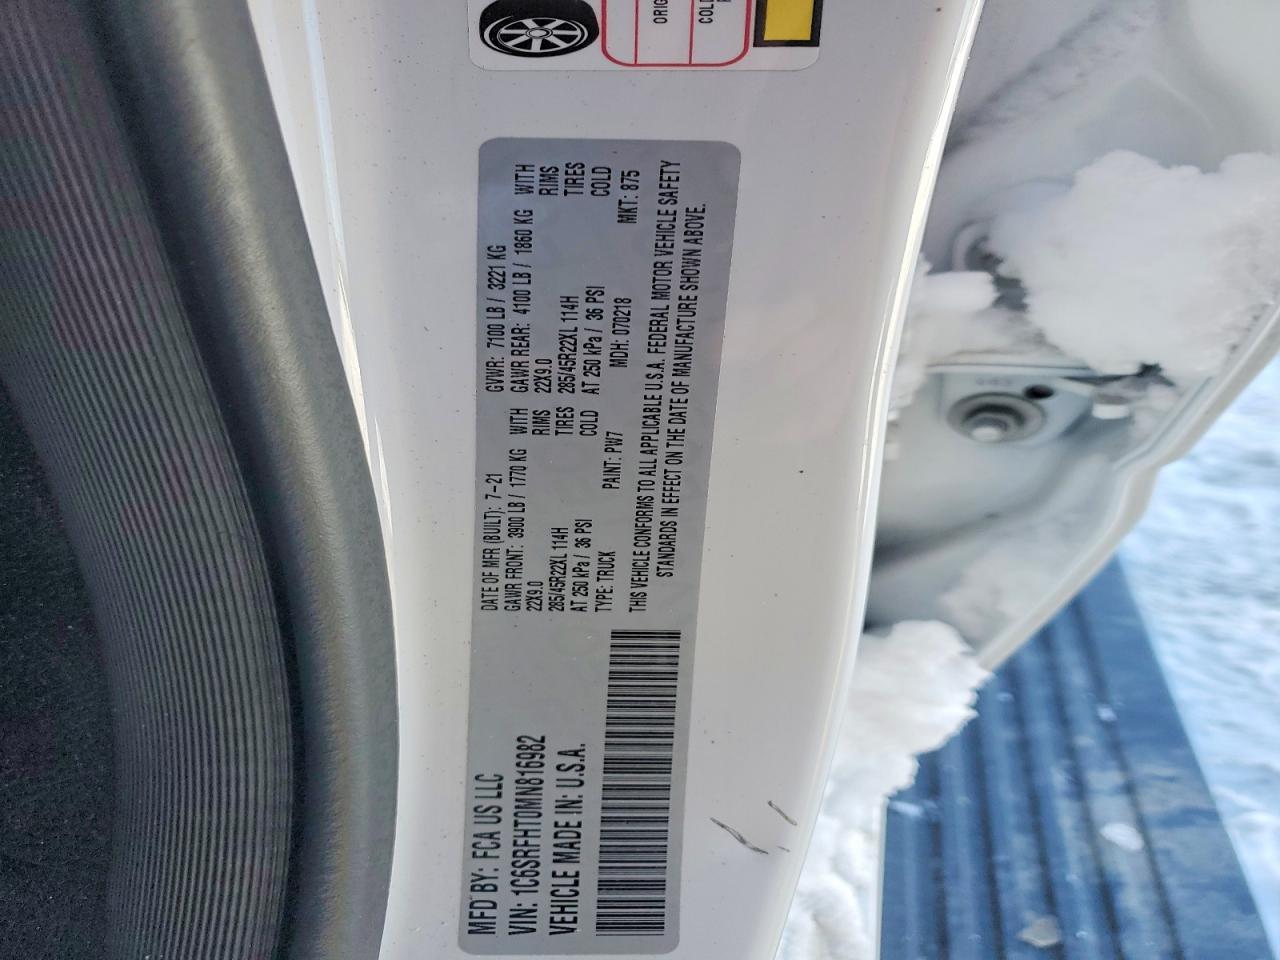 MFD BY: FCA US LLC
VIN: 1C6SRFHT0MN816982
VEHICLE MADE IN: U.S.A.
DATE OF MFR (BUILT): 7-21 GVWR: 7100 LB / 3221 KG
GAWR FRONT: 3900 LB / 1770 KG WITH GAWR REAR: 4100 LB / 1860 KG WITH
22X9.0 RIMS 22X9.0 RIMS
285/45R22XL 114H TIRES 285/45R22XL 114H TIRES
AT 250 kPa / 36 PSI COLD AT 250 kPa / 36 PSI COLD
TYPE: TRUCK PAINT: PW7 MDH: 070218 MKT: 875
THIS VEHICLE CONFORMS TO ALL APPLICABLE U.S.A. FEDERAL MOTOR VEHICLE SAFETY
STANDARDS IN EFFECT ON THE DATE OF MANUFACTURE SHOWN ABOVE.
ORIG
COLD